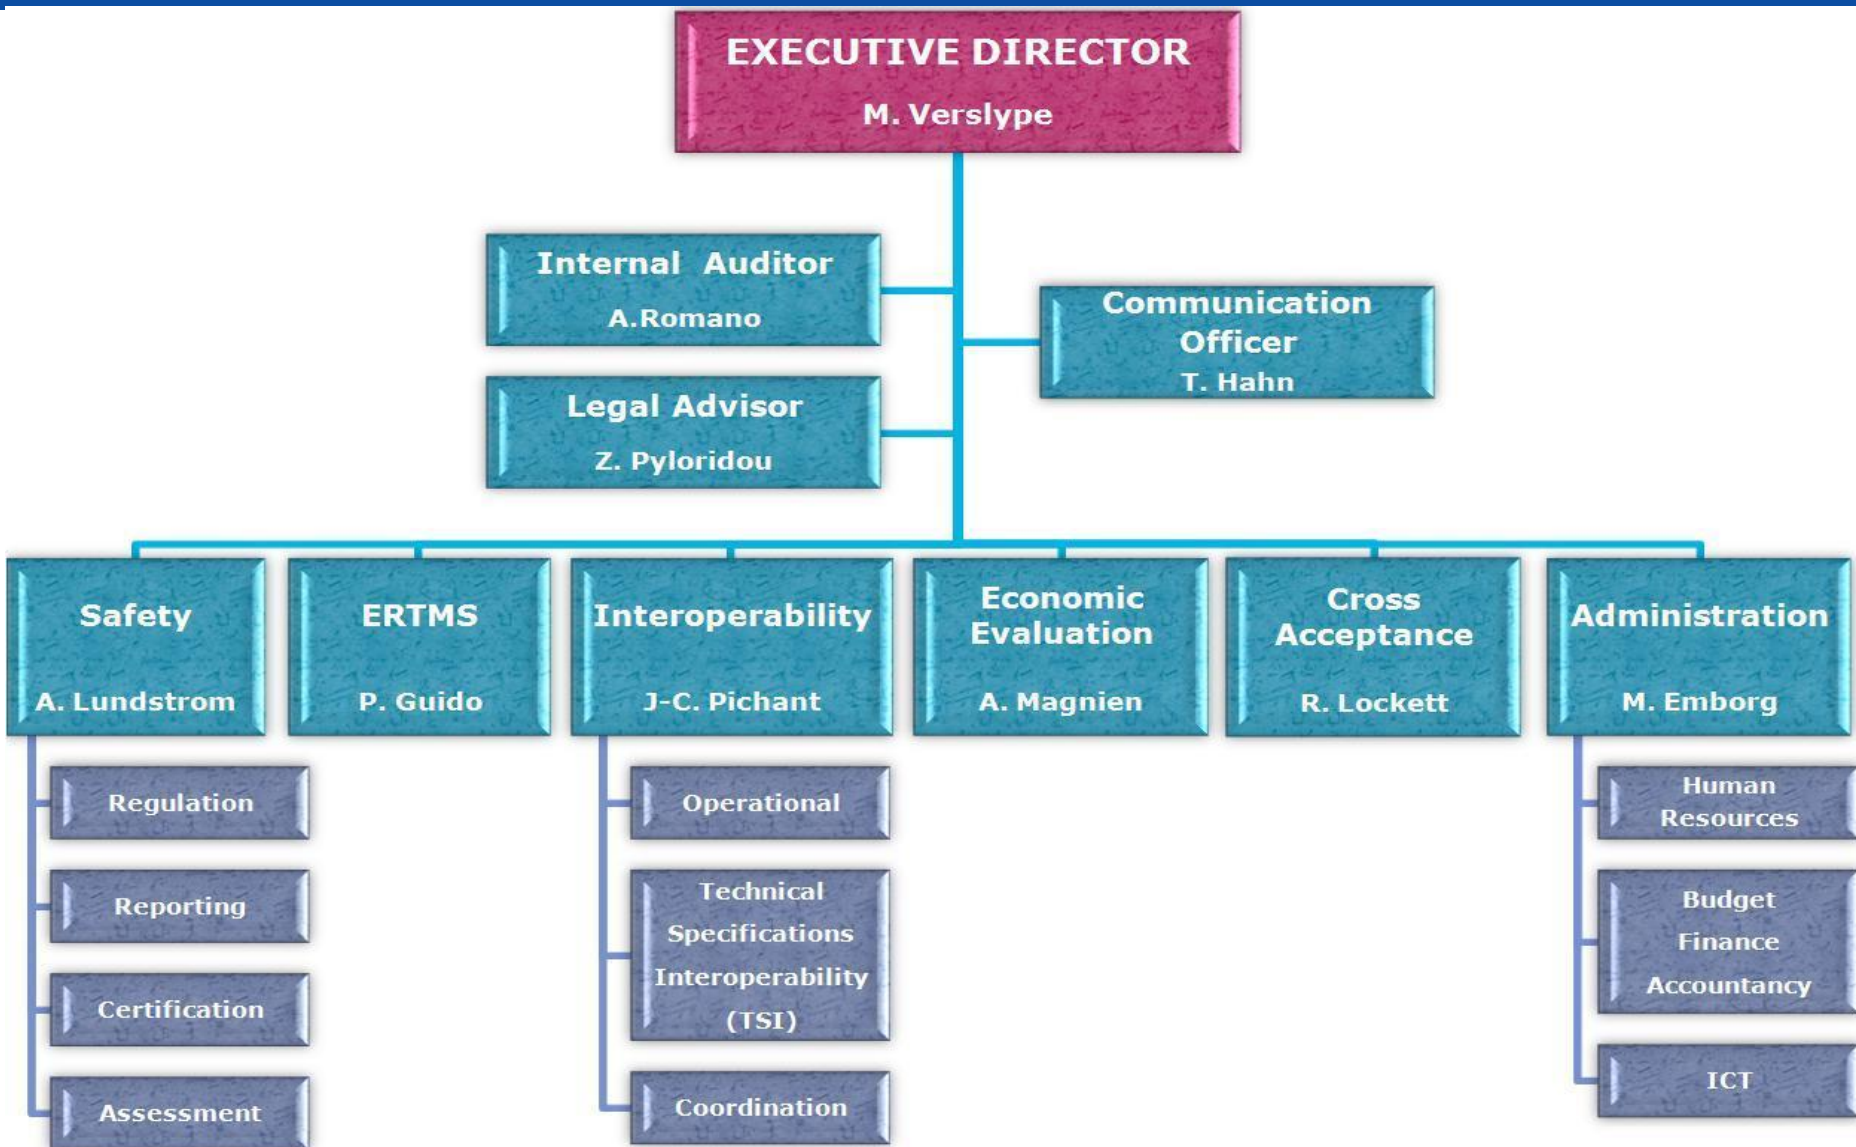 EXECUTIVE DIRECTOR
M. Verslype
Internal Auditor
A.Romano
Communication
Officer
T. Hahn
Legal Advisor
Z. Pyloridou
Safety
A. Lundstrom
ERTMS
P. Guido
Interoperability
J-C. Pichant
Economic
Evaluation
A. Magnien
Cross
Acceptance
R. Lockett
Administration
M. Emborg
Regulation
Reporting
Certification
Assessment
Operational
Technical
Specifications
Interoperability
(TSI)
Coordination
Human
Resources
Budget
Finance
Accountancy
ICT